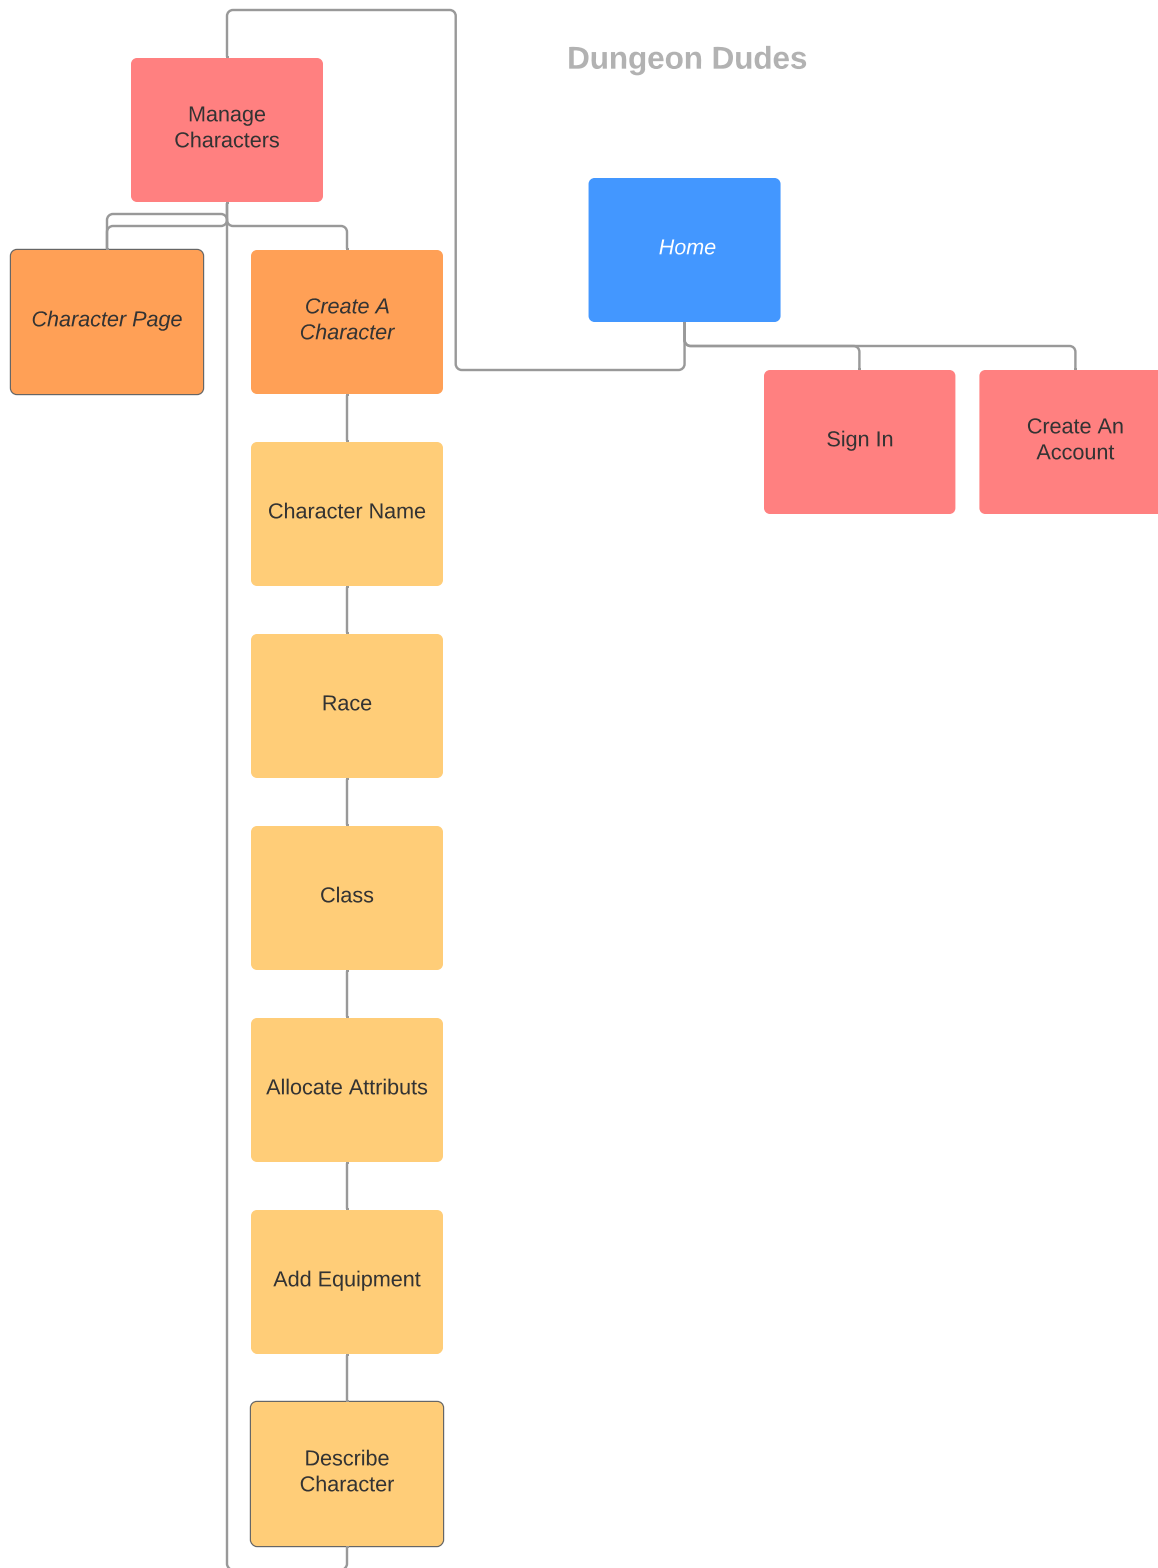 Dungeon Dudes
Manage
Characters
Home
Character Page
Create A
Character
Sign In
Create An
Account
Character Name
Race
Class
Allocate Attributs
Add Equipment
Describe
Character